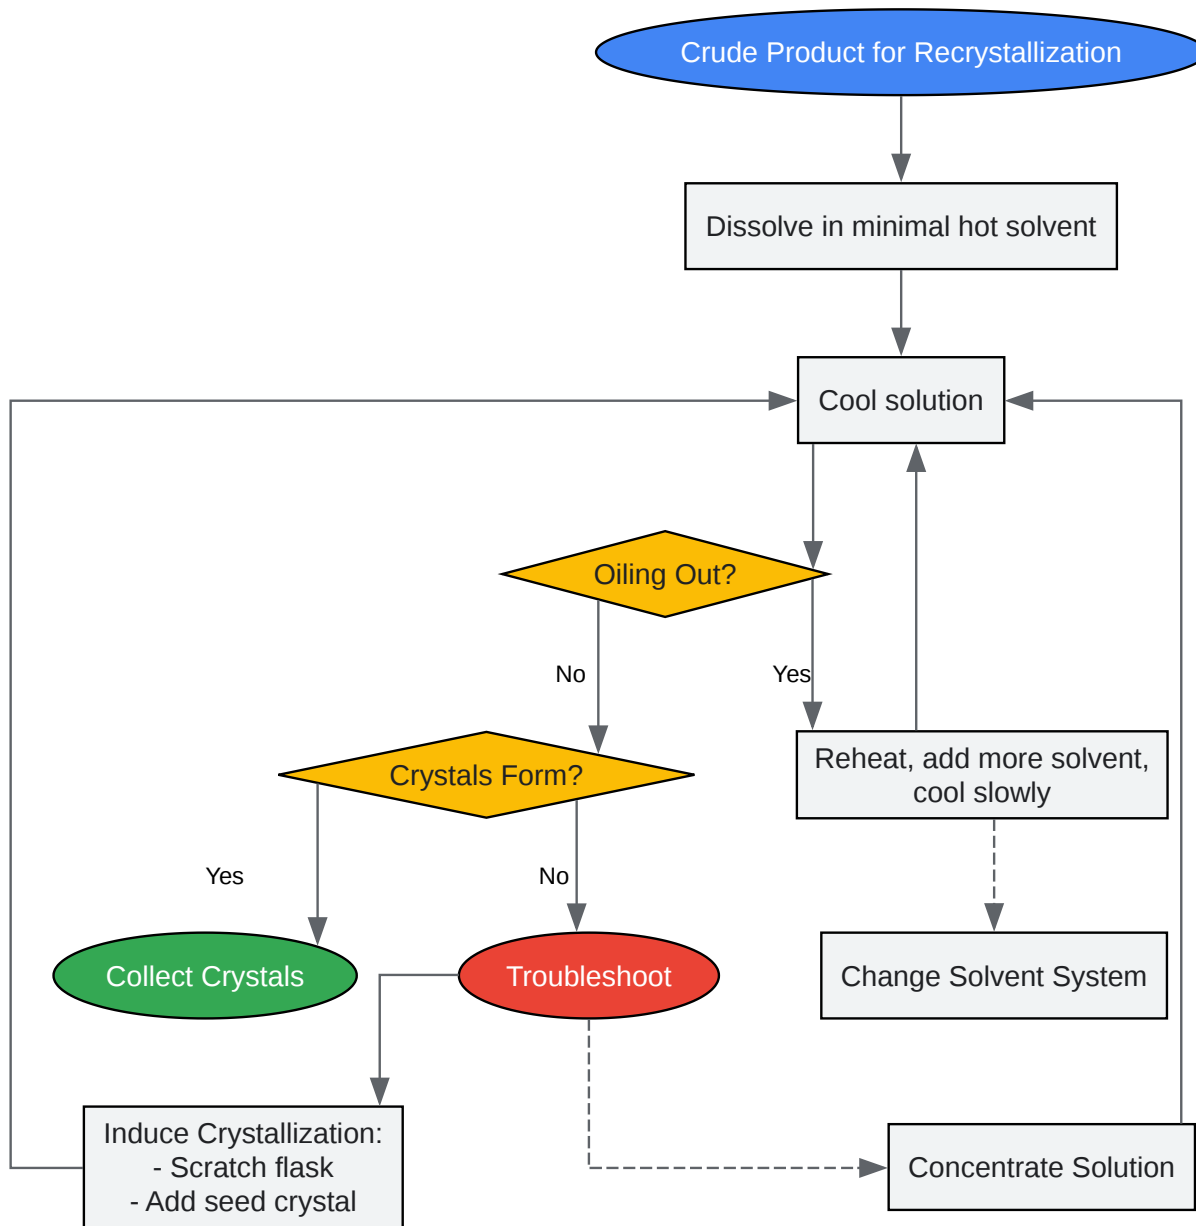 Crude Product for Recrystallization
Dissolve in minimal hot solvent
Cool solution
Oiling Out?
No
Yes
Crystals Form?
Reheat, add more solvent,
cool slowly
Yes
No
Collect Crystals
Troubleshoot
Change Solvent System
Induce Crystallization:
- Scratch flask
- Add seed crystal
Concentrate Solution